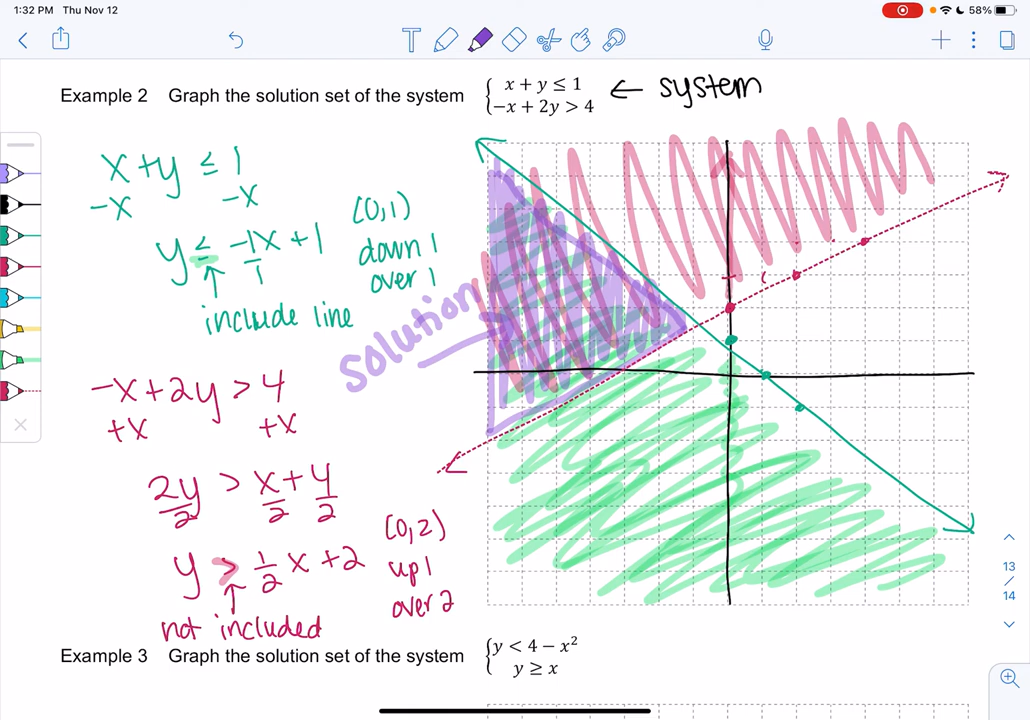 1:32 PM Thu Nov 12
58%
T
Example 2 Graph the solution set of the system { x + y ≤ 1
−x + 2y > 4
← system
x+y ≤ 1
-x -x
y ≤ -1x + 1
1
(0,1)
down 1
over 1
↑
include line
solution
-x+2y > 4
+x +x
2y > x + 4
2 2 2
y > 1/2 x + 2
(0,2)
up 1
over 2
↑
not included
13
/
14
Example 3 Graph the solution set of the system { y < 4 − x²
y ≥ x